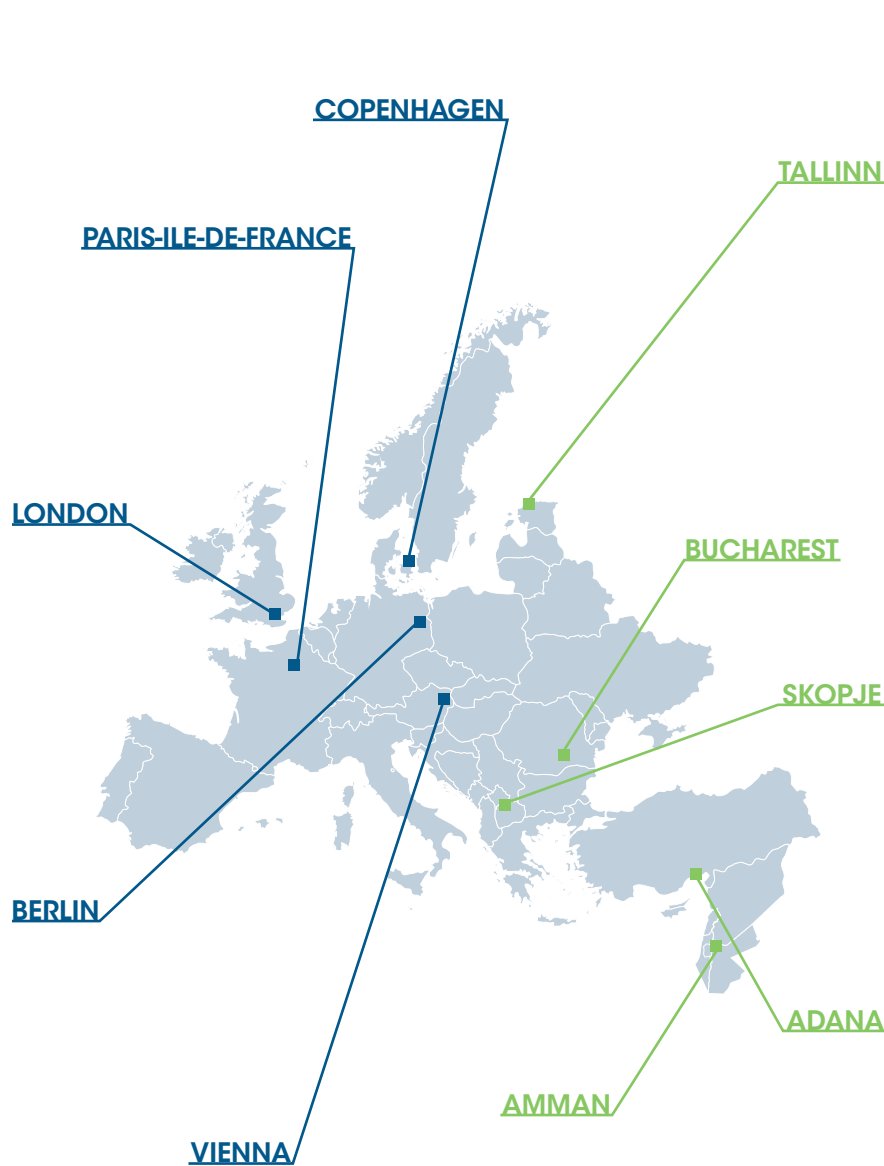 COPENHAGEN
TALLINN
PARIS-ILE-DE-FRANCE
LONDON
BUCHAREST
SKOPJE
BERLIN
ADANA
AMMAN
VIENNA